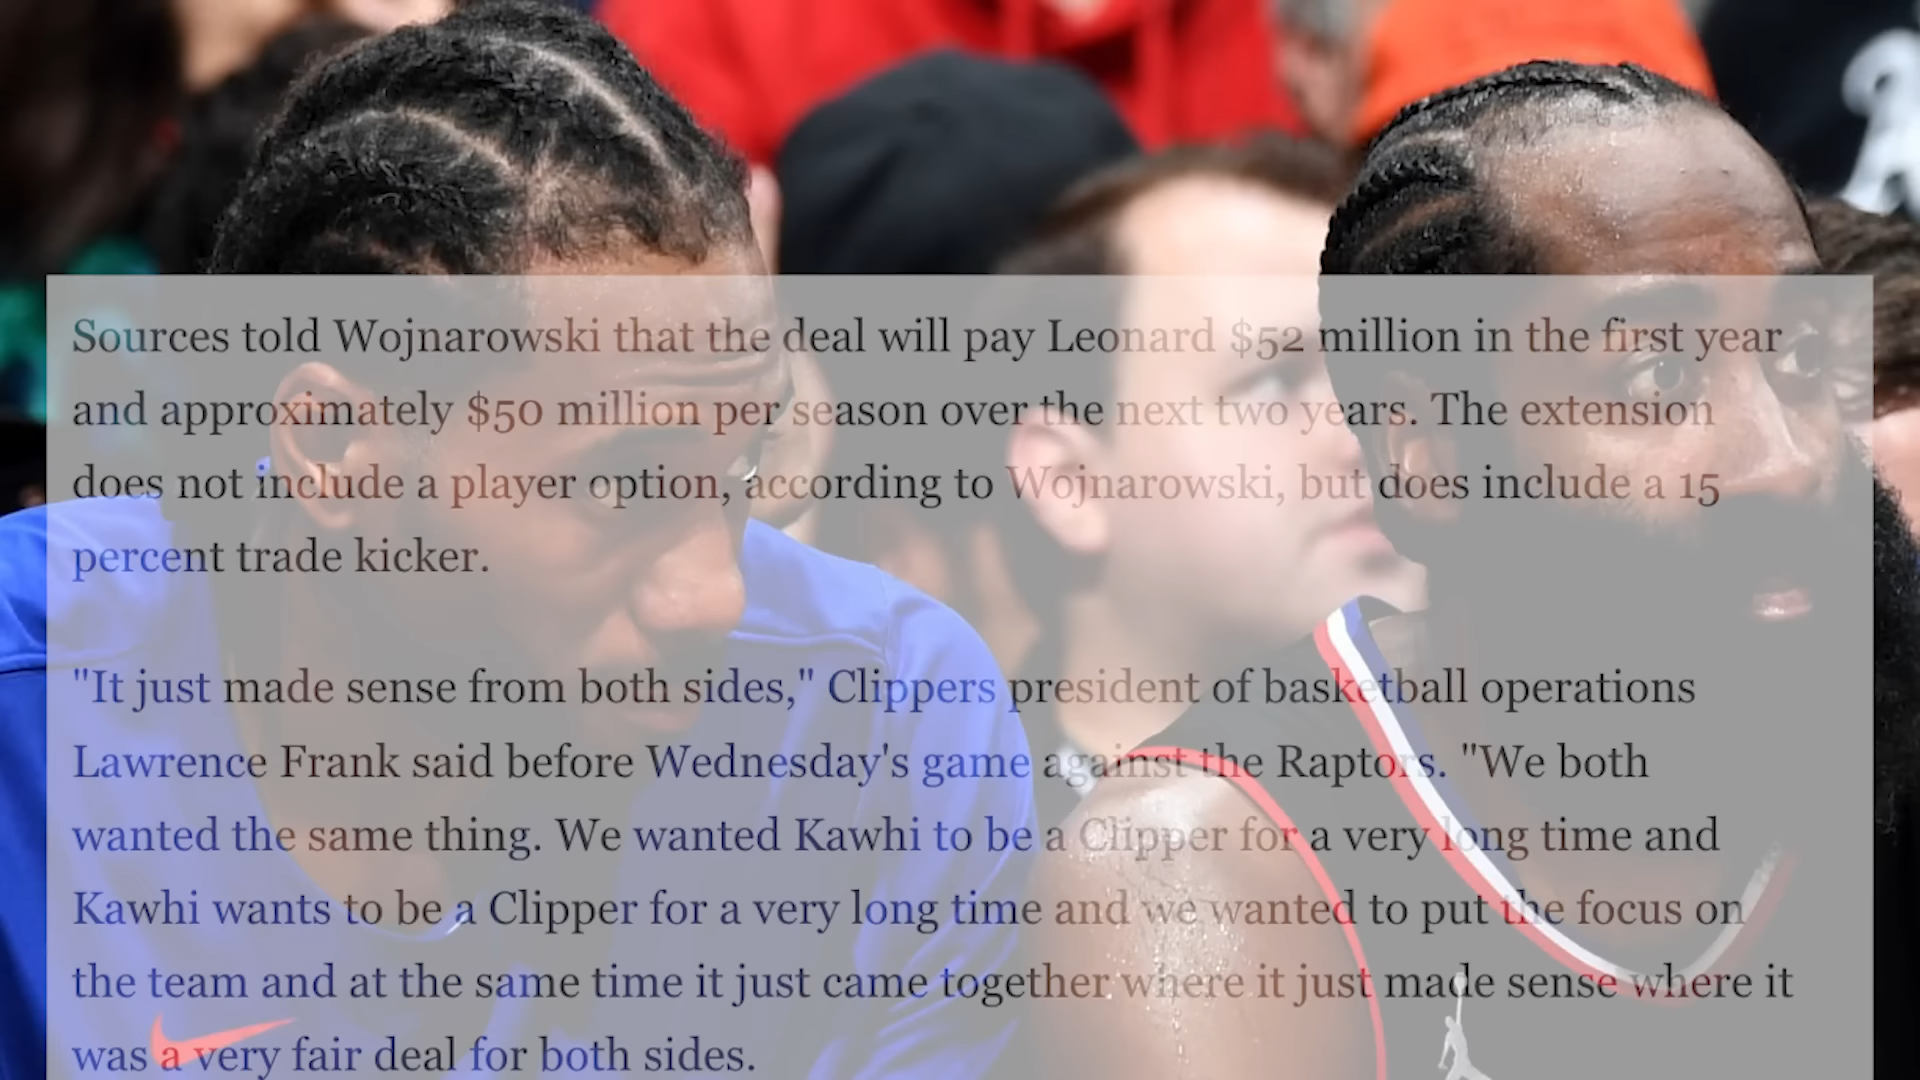 Sources told Wojnarowski that the deal will pay Leonard $52 million in the first year
and approximately $50 million per season over the next two years. The extension
does not include a player option, according to Wojnarowski, but does include a 15
percent trade kicker.
"It just made sense from both sides," Clippers president of basketball operations
Lawrence Frank said before Wednesday's game against the Raptors. "We both
wanted the same thing. We wanted Kawhi to be a Clipper for a very long time and
Kawhi wants to be a Clipper for a very long time and we wanted to put the focus on
the team and at the same time it just came together where it just made sense where it
was a very fair deal for both sides.